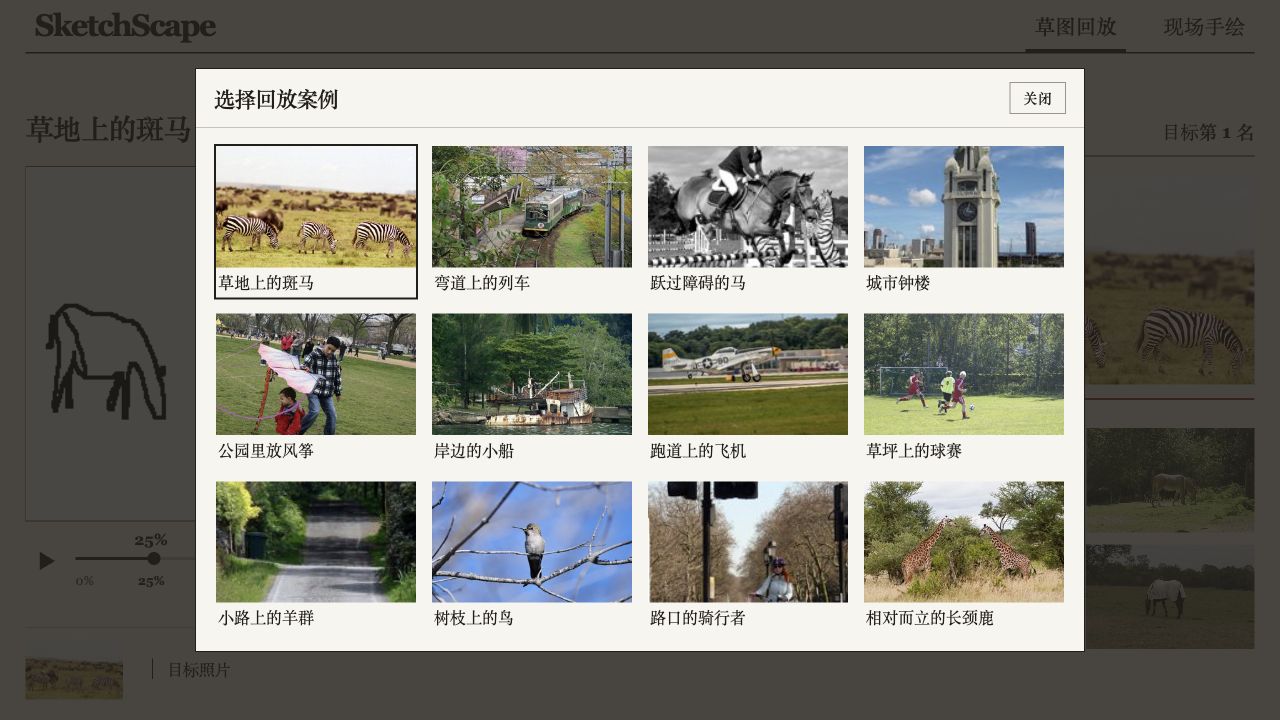 SketchScape
草图回放
现场手绘
选择回放案例
关闭
草地上的斑马
目标第 1 名
草地上的斑马
弯道上的列车
跃过障碍的马
城市钟楼
公园里放风筝
岸边的小船
跑道上的飞机
草坪上的球赛
小路上的羊群
树枝上的鸟
路口的骑行者
相对而立的长颈鹿
25%
0%
25%
目标照片